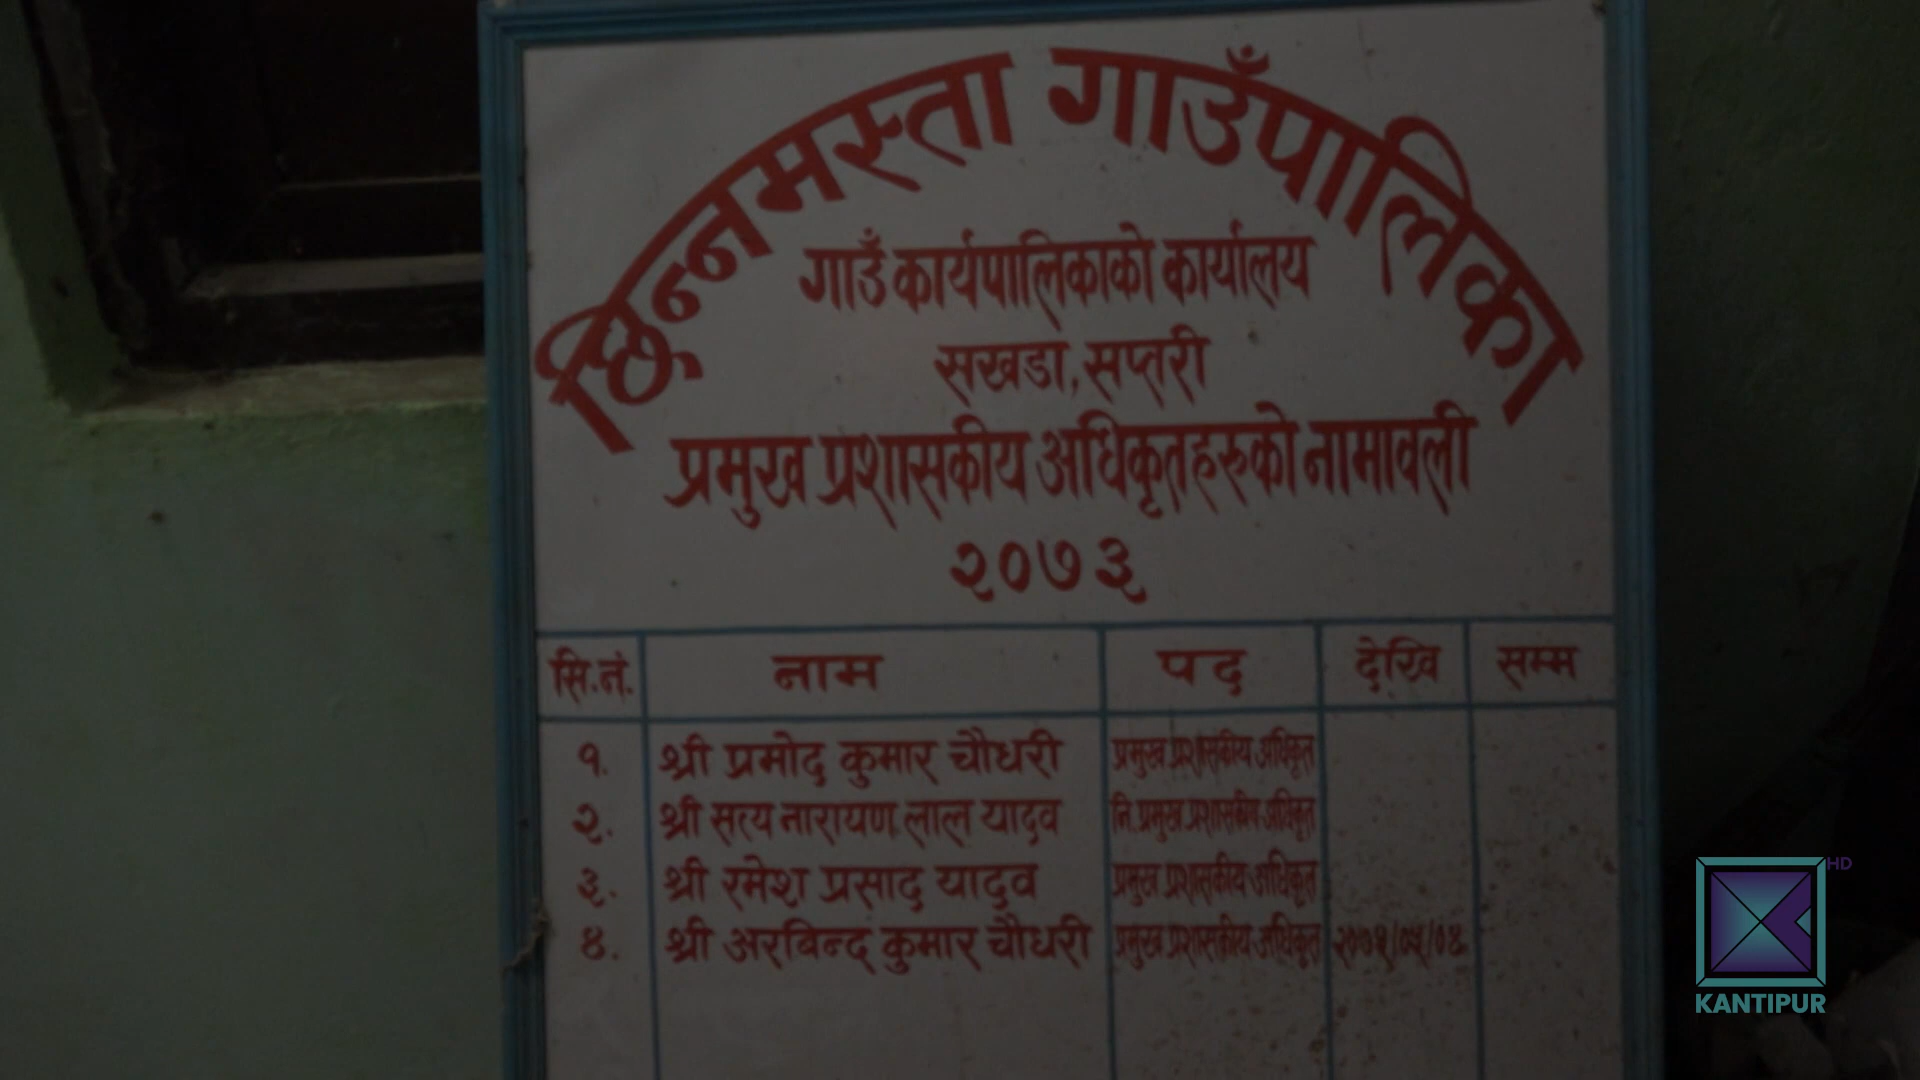 छिन्नमस्ता गाउँपालिका
गाउँ कार्यपालिकाको कार्यालय
सखडा, सप्तरी
प्रमुख प्रशासकीय अधिकृतहरुको नामावली
२०७३
सि.नं. नाम पद देखि सम्म
१. श्री प्रमोद कुमार चौधरी प्रमुख प्रशासकीय अधिकृत
२. श्री सत्य नारायण लाल यादव नि.प्रमुख प्रशासकीय अधिकृत
३. श्री रमेश प्रसाद यादव प्रमुख प्रशासकीय अधिकृत
४. श्री अरविन्द कुमार चौधरी प्रमुख प्रशासकीय अधिकृत
HD
KANTIPUR